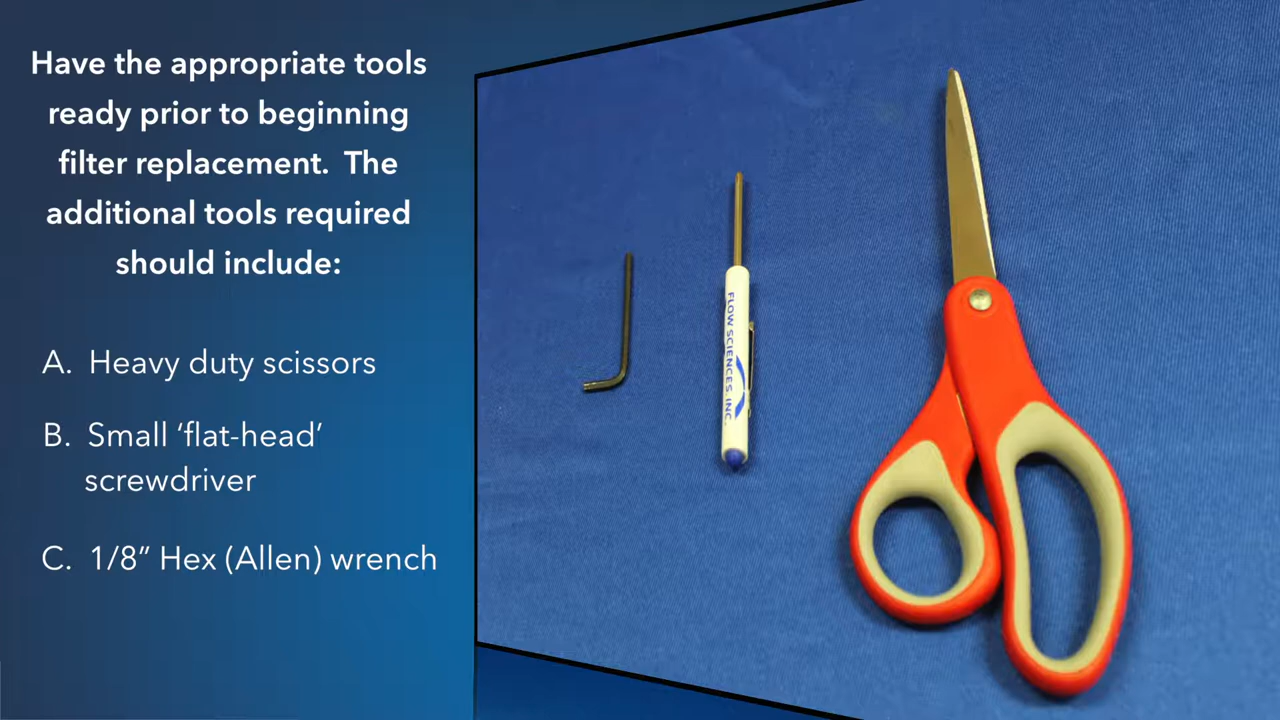 Have the appropriate tools
ready prior to beginning
filter replacement.  The
additional tools required
should include:
A.  Heavy duty scissors
B.  Small ‘flat-head’
screwdriver
C.  1/8” Hex (Allen) wrench
FLOW SCIENCES, INC.